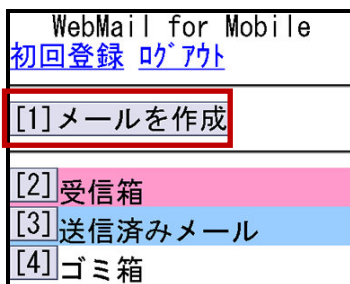 WebMail for Mobile
初回登録 ﾛｸﾞｱｳﾄ
[1]メールを作成
[2]受信箱
[3]送信済みメール
[4]ゴミ箱